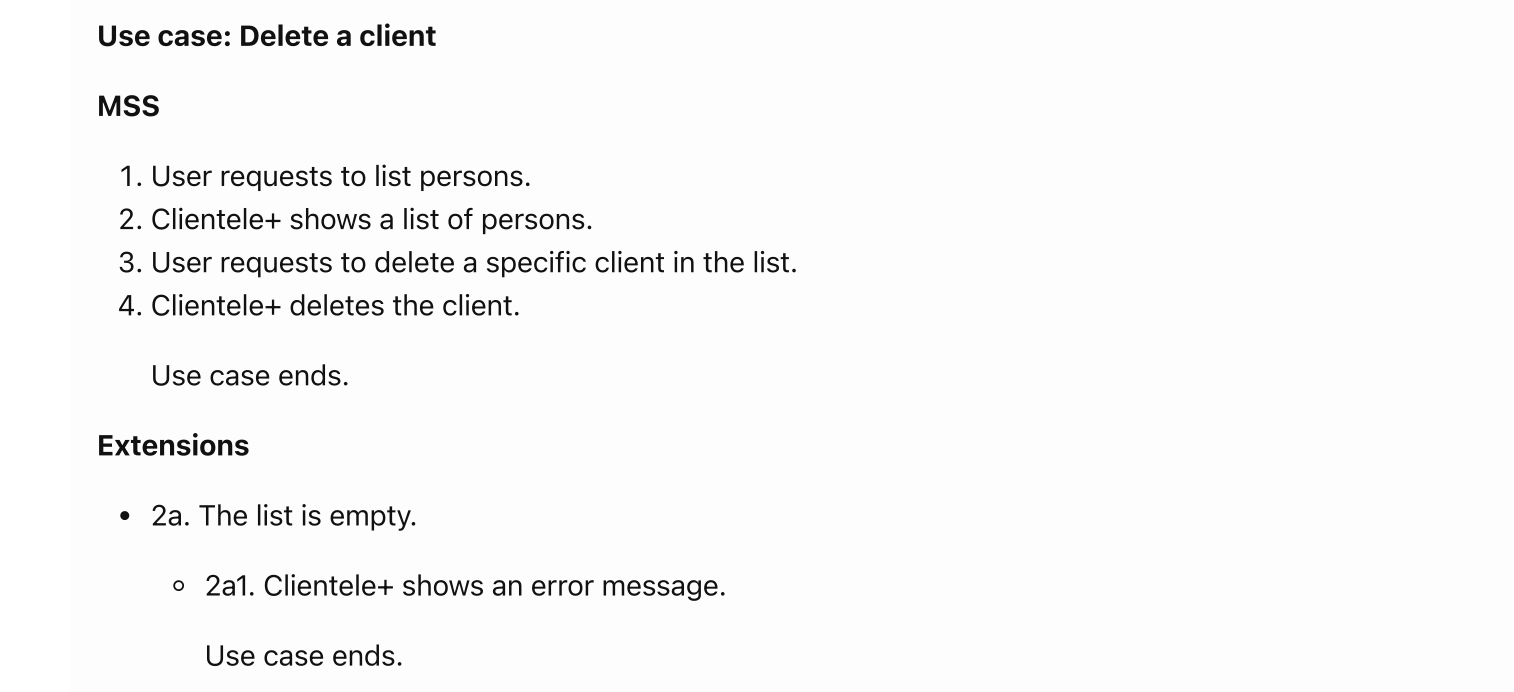 Use case: Delete a client
MSS
1. User requests to list persons.
2. Clientele+ shows a list of persons.
3. User requests to delete a specific client in the list.
4. Clientele+ deletes the client.
Use case ends.
Extensions
• 2a. The list is empty.
◦ 2a1. Clientele+ shows an error message.
Use case ends.